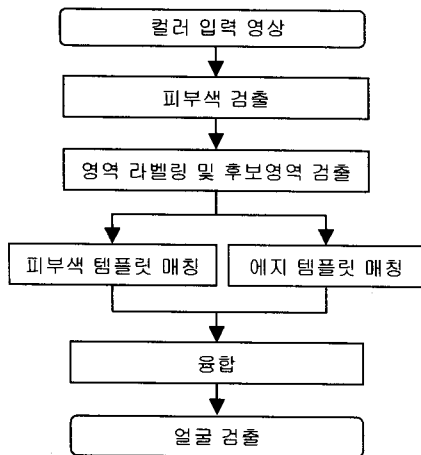 컬러 입력 영상
피부색 검출
영역 라벨링 및 후보영역 검출
피부색 템플릿 매칭
에지 템플릿 매칭
융합
얼굴 검출